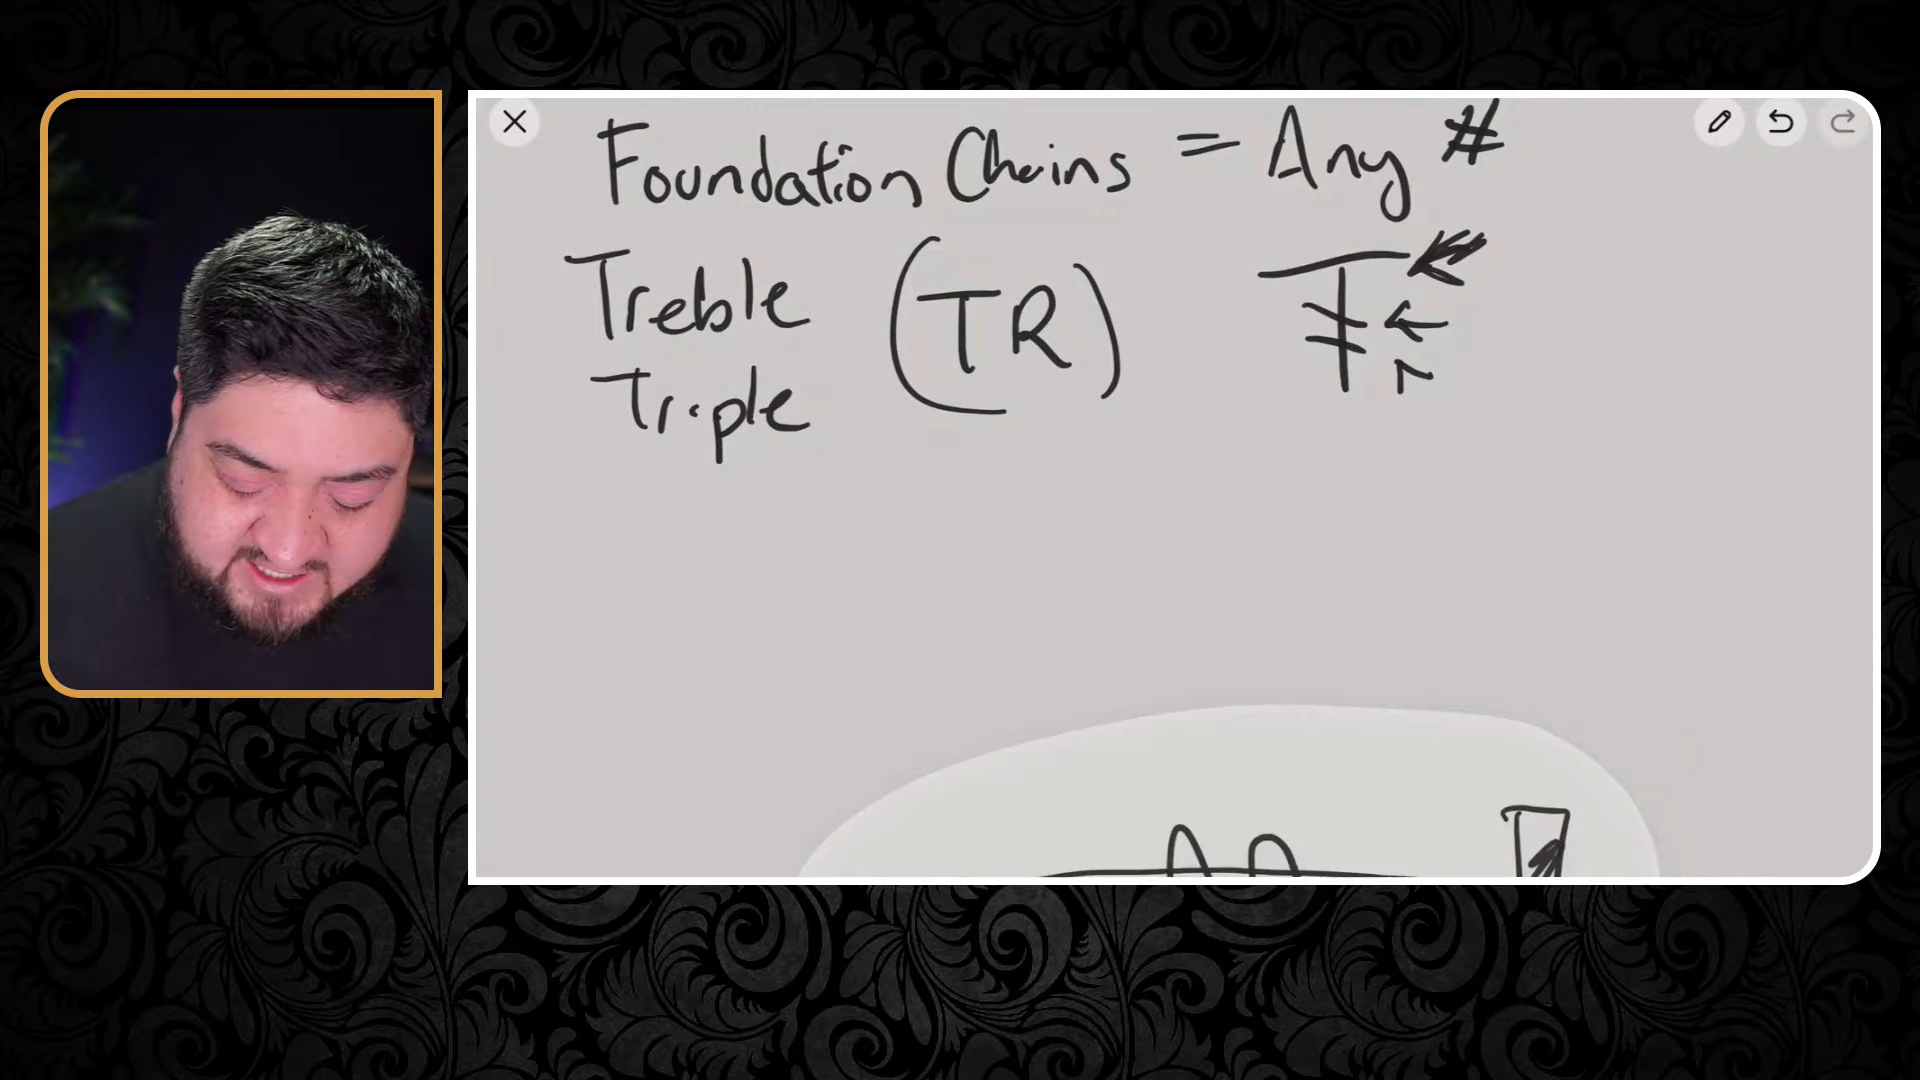 Foundation Chains = Any #
Treble (TR)
Triple